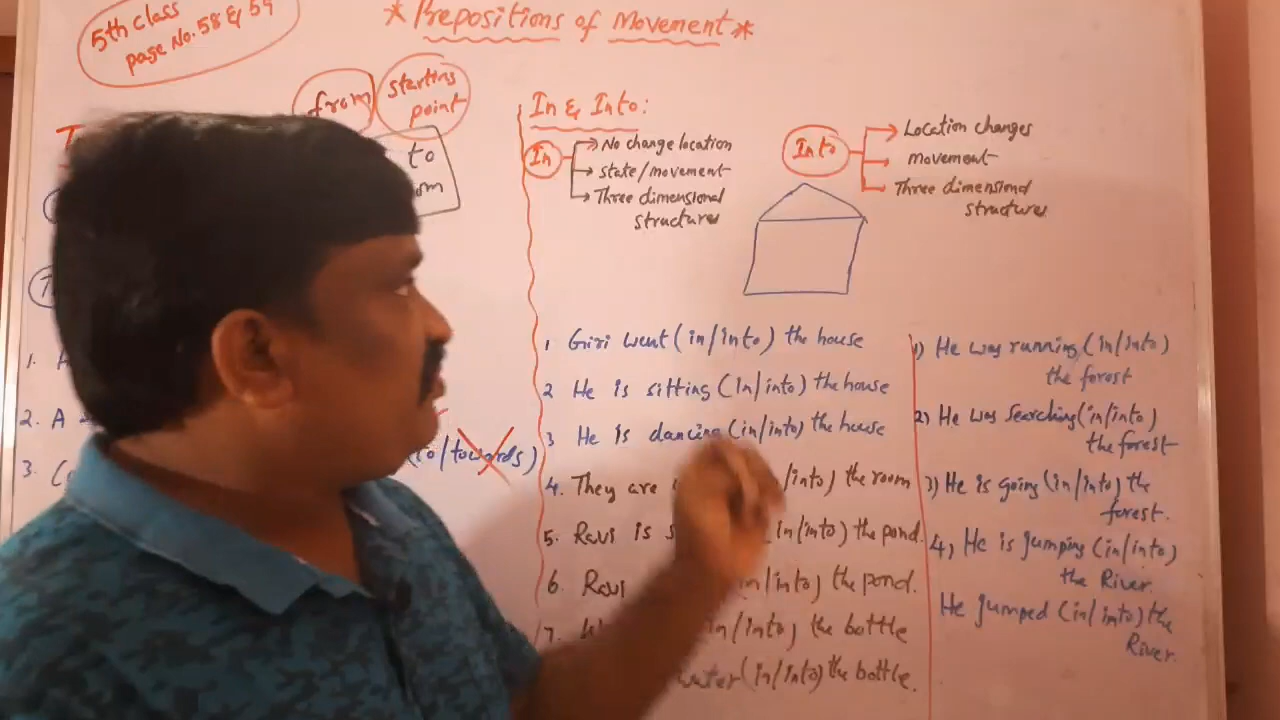 5th class
page No. 58 & 59
* Prepositions of Movement *
from
starting point
to
In & Into:
In
No change location
state/movement
Three dimensional
structures
Into
Location changes
movement
Three dimensional
structures
1.
2. A
3.
(to/towards)
1 Giri went (in/into) the house
2 He is sitting (in/into) the house
3 He is dancing (in/into) the house
4. They are /into) the room
5. Ravi is (in/into) the pond.
6. Ravi in/into) the pond.
7. in/into) the bottle
water (in/into) the bottle.
1) He was running (in/into)
the forest
2) He was searching (in/into)
the forest
3) He is going (in/into) the
forest.
4, He is jumping (in/into)
the River.
He jumped (in/into) the
River.